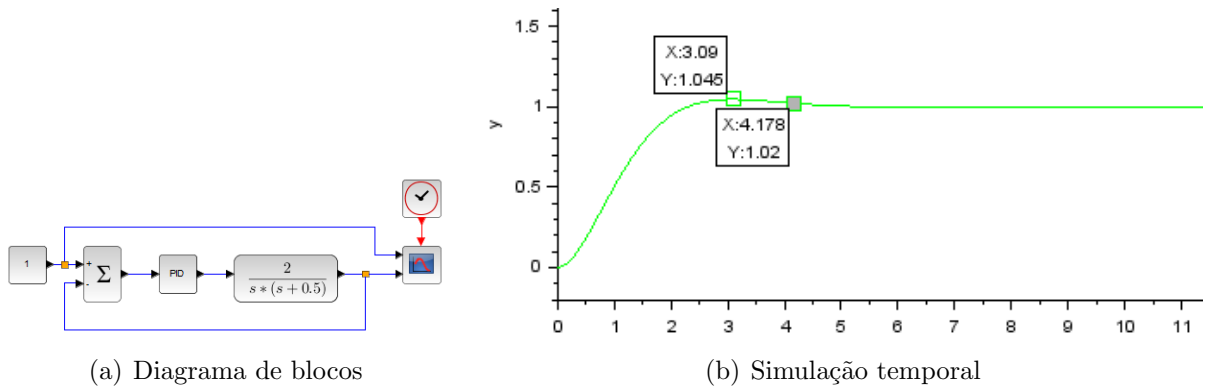 1
+
-
Σ
PID
2
s ∗ (s + 0.5)
(a) Diagrama de blocos
1.5
1
0.5
0
y
X:3.09
Y:1.045
X:4.178
Y:1.02
0 1 2 3 4 5 6 7 8 9 10 11
(b) Simulação temporal